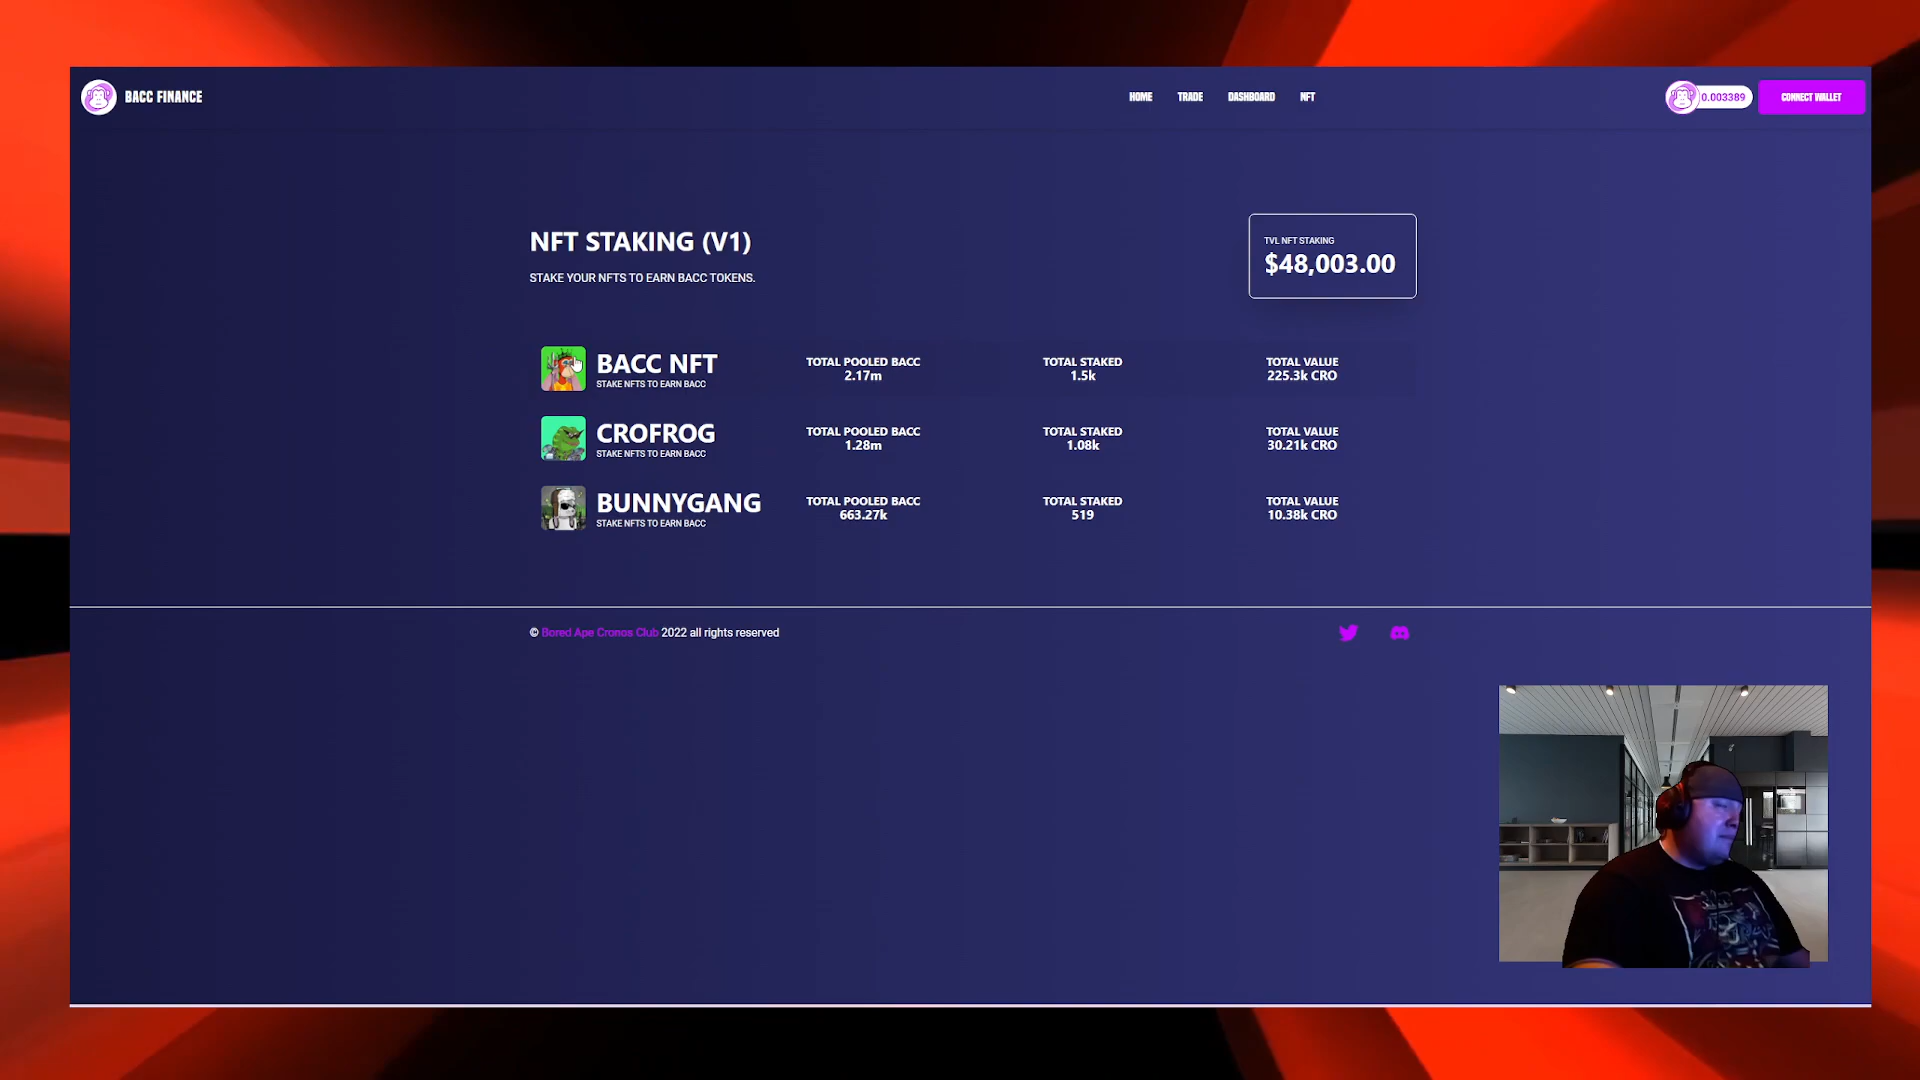 BACC FINANCE
HOME TRADE DASHBOARD NFT
0.003389 CONNECT WALLET
NFT STAKING (V1)
STAKE YOUR NFTS TO EARN BACC TOKENS.
TVL NFT STAKING
$48,003.00
BACC NFT
STAKE NFTS TO EARN BACC
TOTAL POOLED BACC
2.17m
TOTAL STAKED
1.5k
TOTAL VALUE
225.3k CRO
CROFROG
STAKE NFTS TO EARN BACC
TOTAL POOLED BACC
1.28m
TOTAL STAKED
1.08k
TOTAL VALUE
30.21k CRO
BUNNYGANG
STAKE NFTS TO EARN BACC
TOTAL POOLED BACC
663.27k
TOTAL STAKED
519
TOTAL VALUE
10.38k CRO
© Bored Ape Cronos Club 2022 all rights reserved